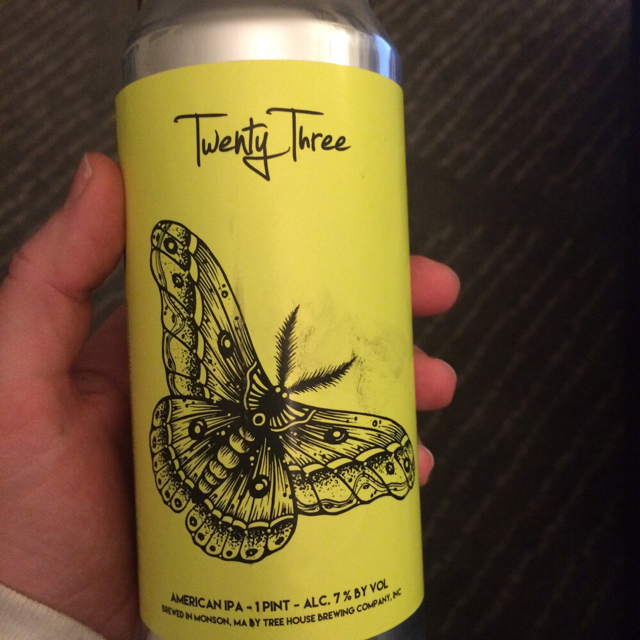 Twenty Three
AMERICAN IPA - 1 PINT - ALC. 7 % BY VOL
BREWED IN MONSON, MA BY TREE HOUSE BREWING COMPANY, INC